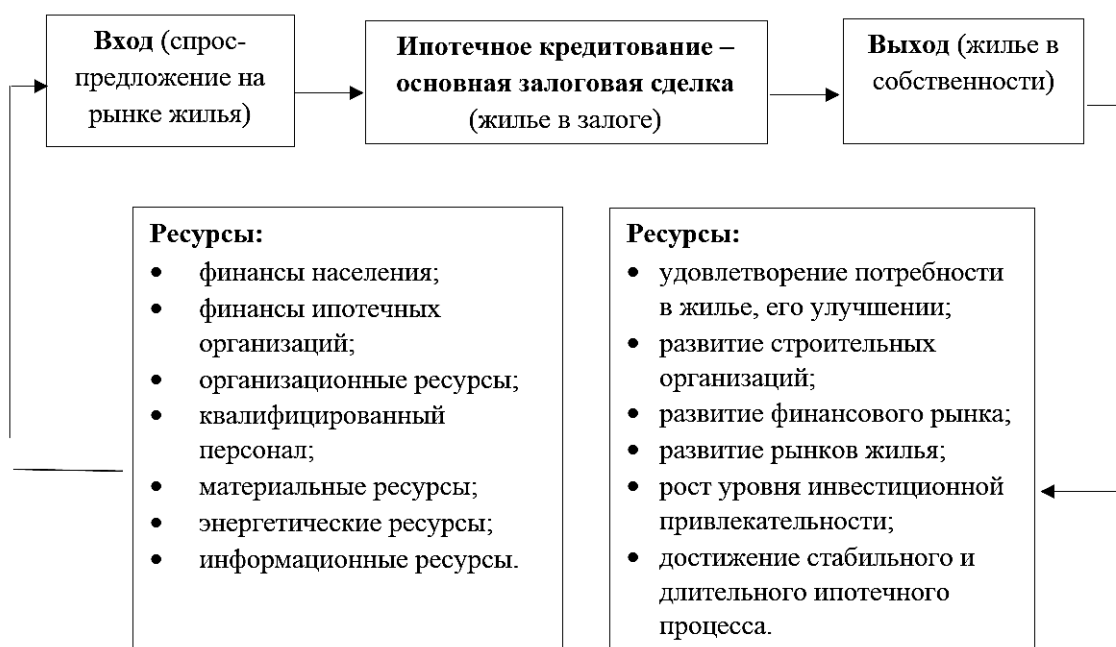 Вход (спрос-
предложение на
рынке жилья)
Ипотечное кредитование –
основная залоговая сделка
(жилье в залоге)
Выход (жилье в
собственности)
Ресурсы:
• финансы населения;
• финансы ипотечных
организаций;
• организационные ресурсы;
• квалифицированный
персонал;
• материальные ресурсы;
• энергетические ресурсы;
• информационные ресурсы.
Ресурсы:
• удовлетворение потребности
в жилье, его улучшении;
• развитие строительных
организаций;
• развитие финансового рынка;
• развитие рынков жилья;
• рост уровня инвестиционной
привлекательности;
• достижение стабильного и
длительного ипотечного
процесса.